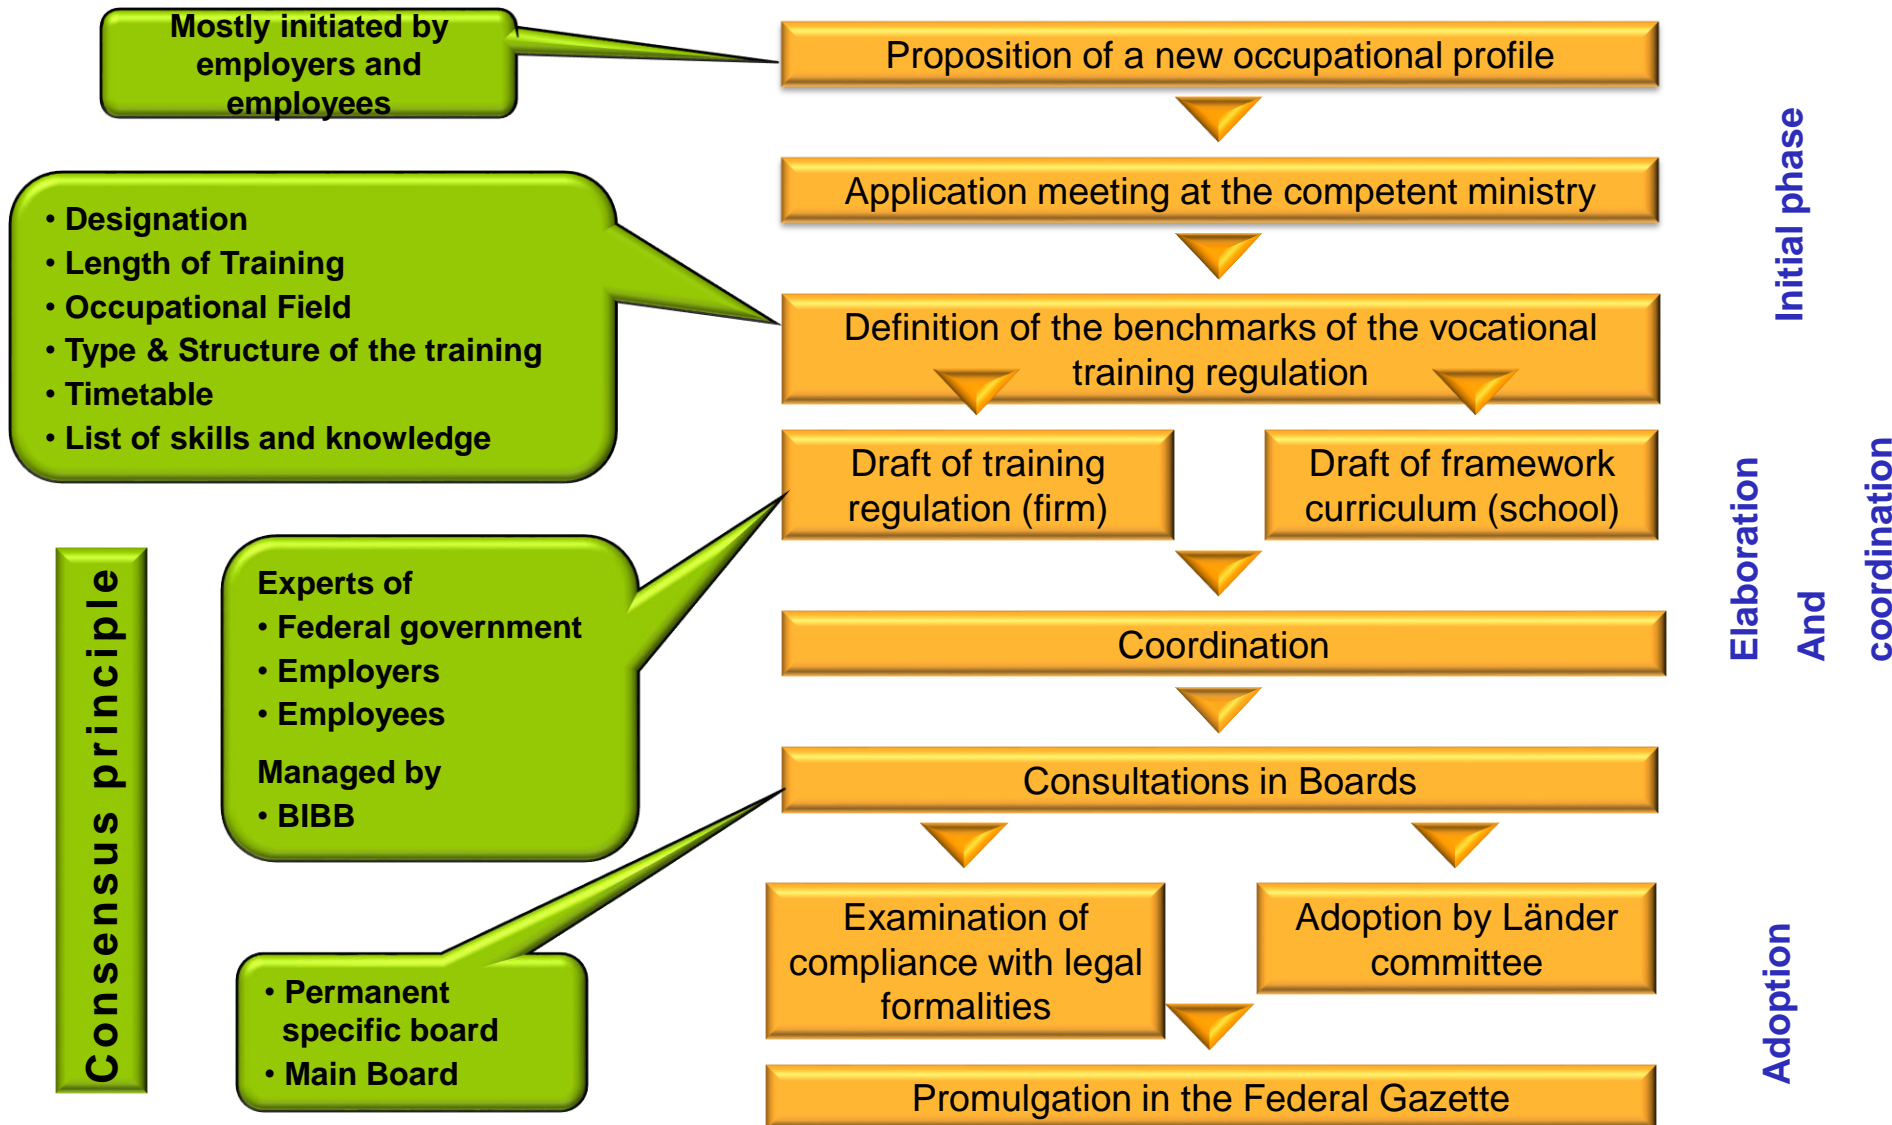 Mostly initiated by
employers and
employees
Proposition of a new occupational profile
Application meeting at the competent ministry
Initial phase
• Designation
• Length of Training
• Occupational Field
• Type & Structure of the training
• Timetable
• List of skills and knowledge
Definition of the benchmarks of the vocational
training regulation
Draft of training
regulation (firm)
Draft of framework
curriculum (school)
Elaboration
And
coordination
Consensus principle
Experts of
• Federal government
• Employers
• Employees
Managed by
• BIBB
Coordination
Consultations in Boards
• Permanent
specific board
• Main Board
Examination of
compliance with legal
formalities
Adoption by Länder
committee
Adoption
Promulgation in the Federal Gazette